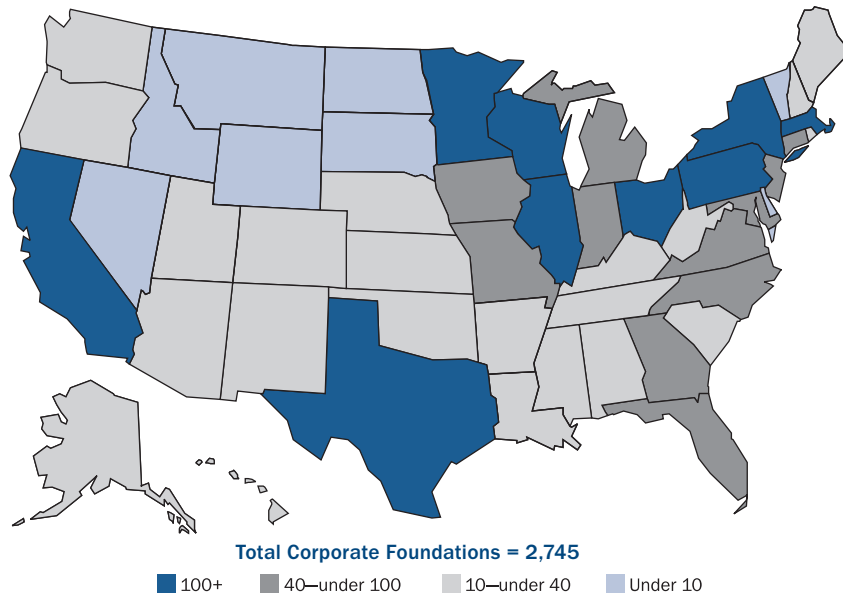 Total Corporate Foundations = 2,745
100+ 40—under 100 10—under 40 Under 10